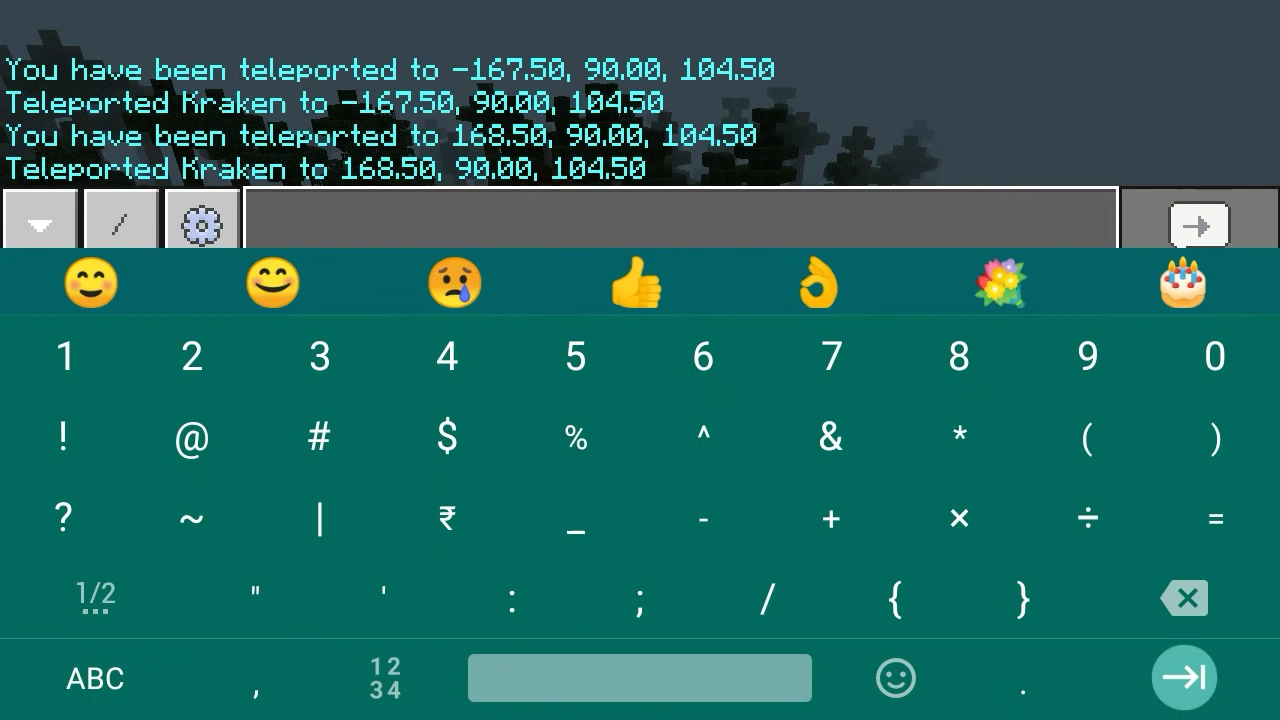 You have been teleported to -167.50, 90.00, 104.50
Teleported Kraken to -167.50, 90.00, 104.50
You have been teleported to 168.50, 90.00, 104.50
Teleported Kraken to 168.50, 90.00, 104.50
/
1 2 3 4 5 6 7 8 9 0
! @ # $ % ^ & * ( )
? ~ | ₹ _ - + × ÷ =
1/2 " ' : ; / { }
ABC , 12 .
34